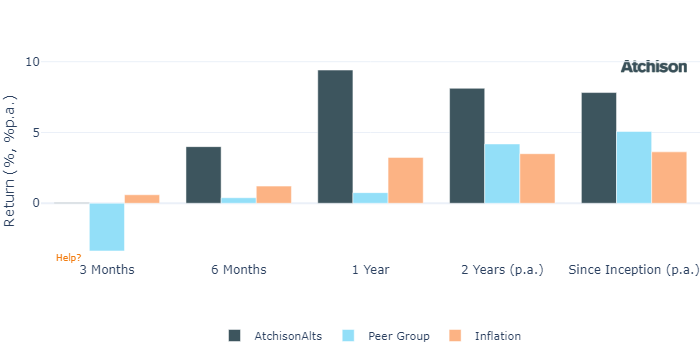 10
Atchison
5
0
Return (%, %p.a.)
Help?
3 Months
6 Months
1 Year
2 Years (p.a.)
Since Inception (p.a.)
AtchisonAlts
Peer Group
Inflation